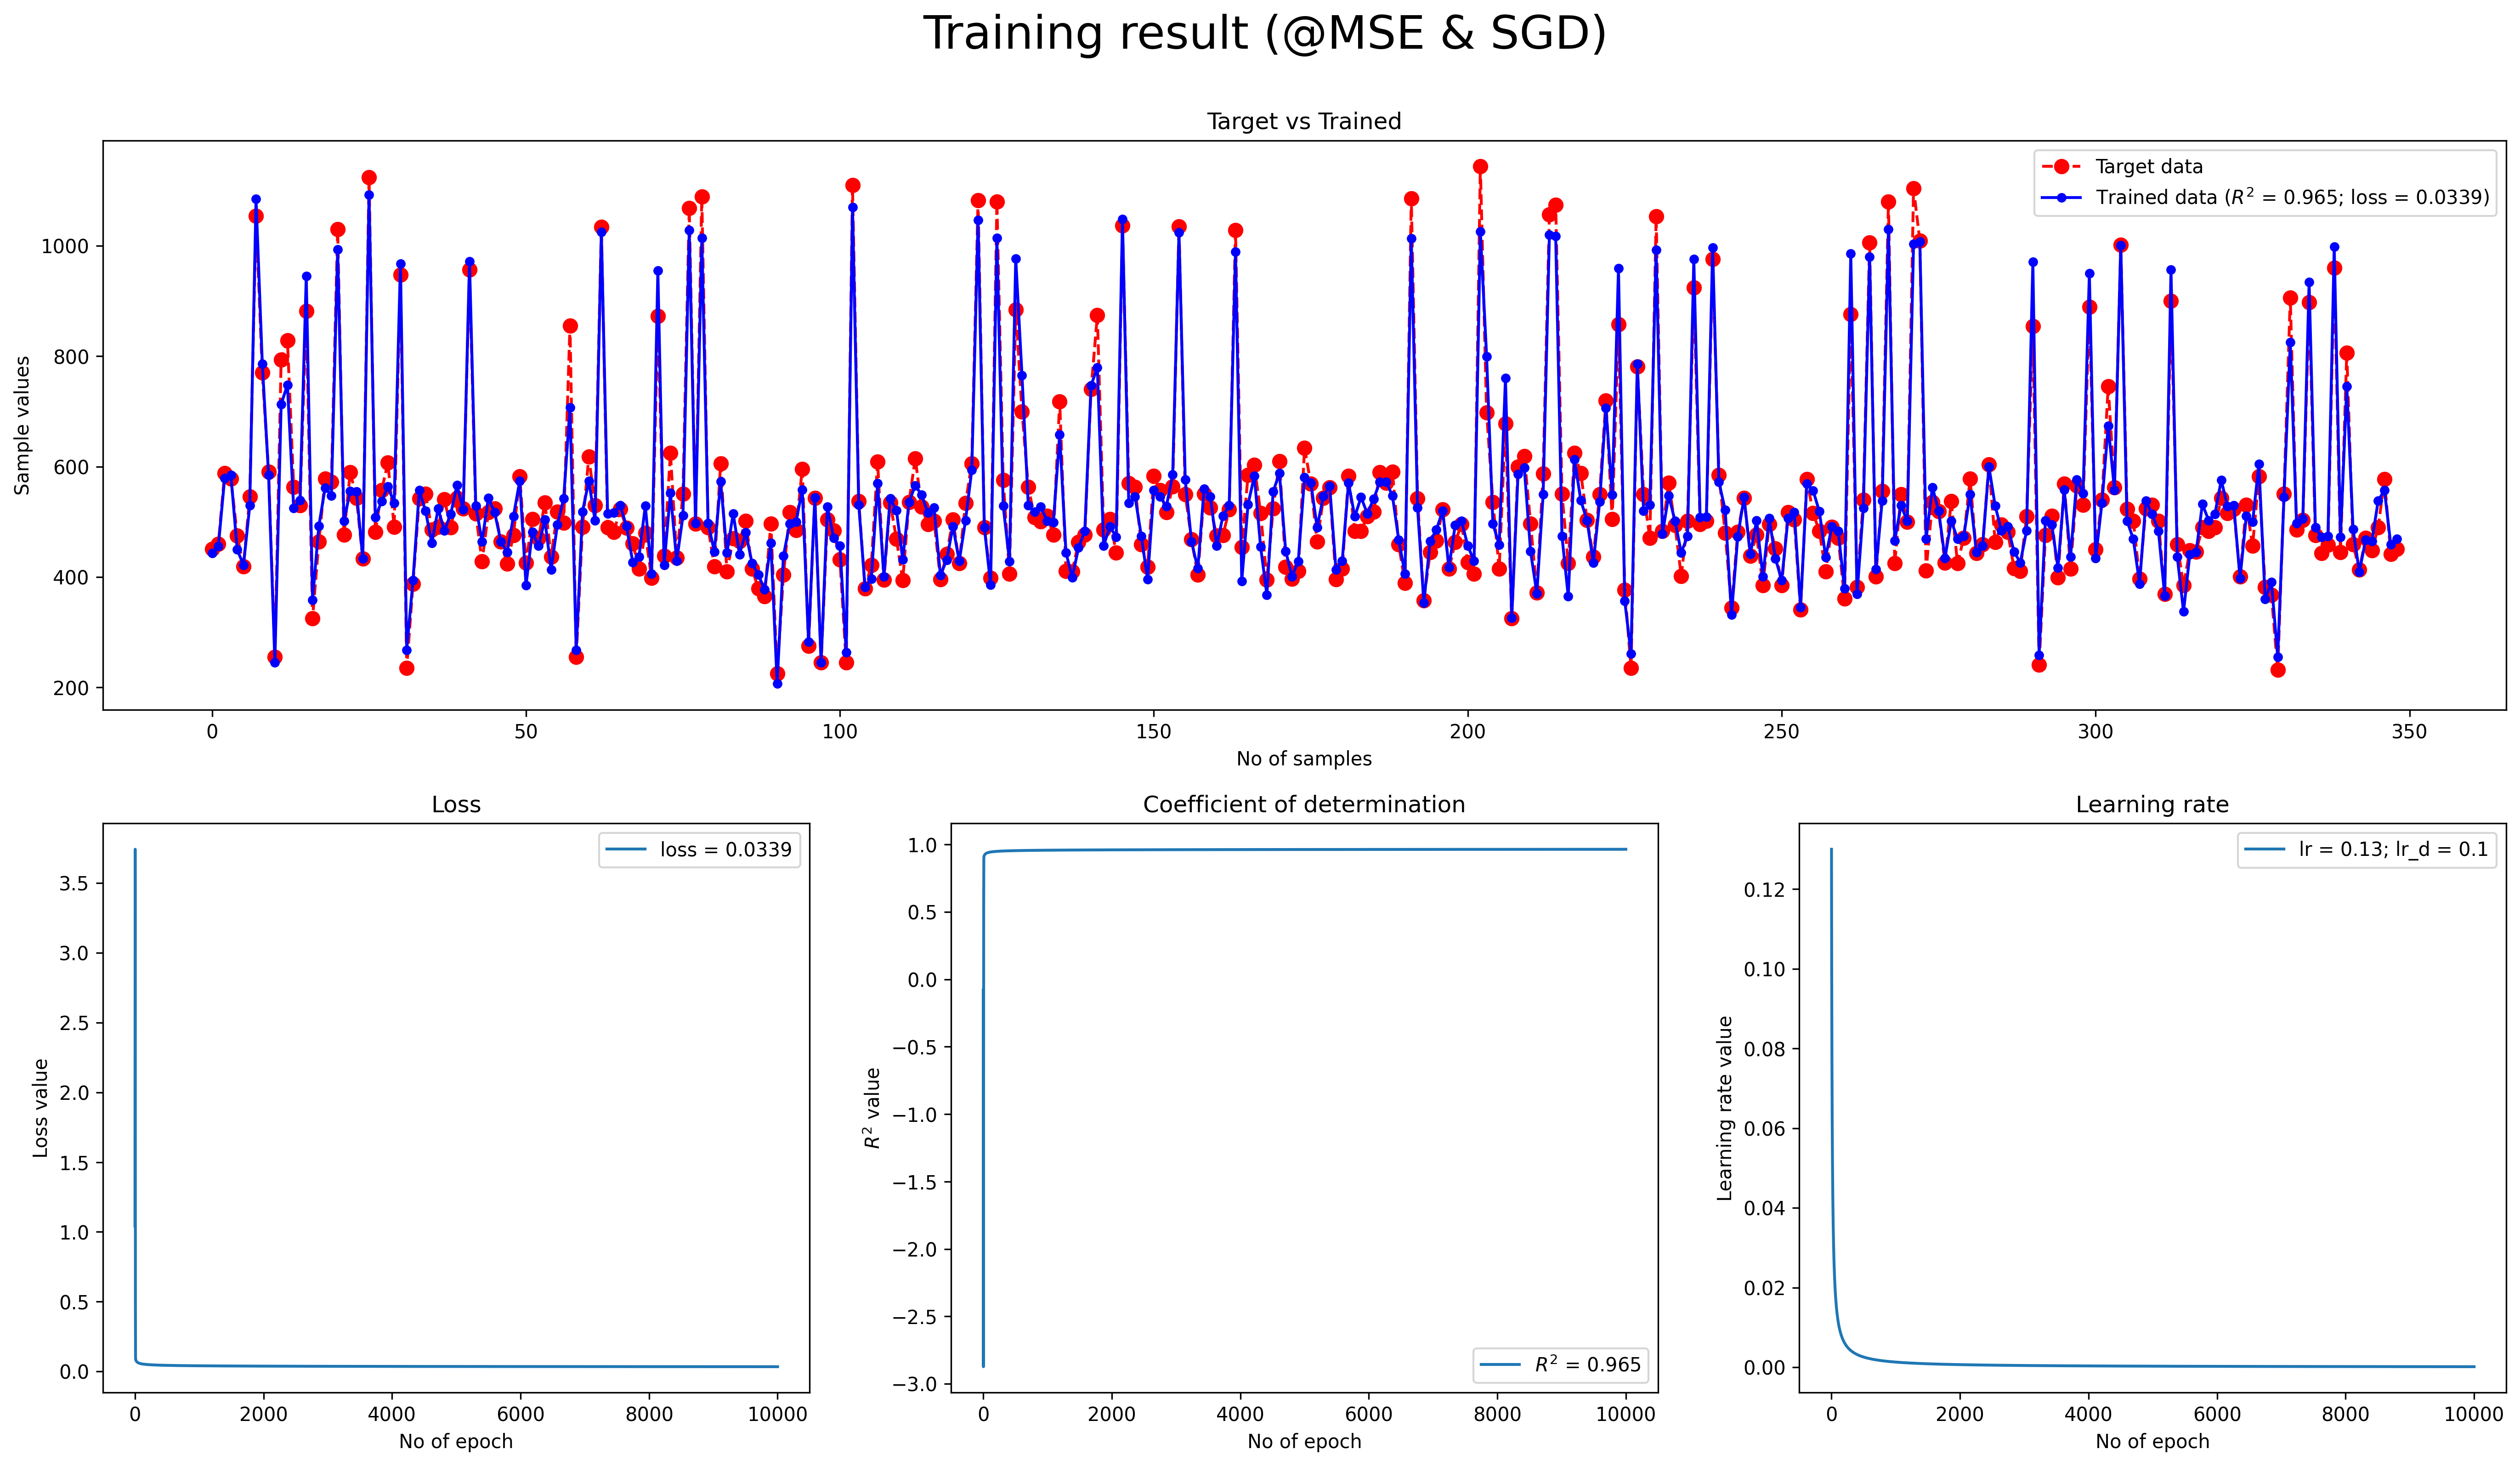 Training result (@MSE & SGD)
Target vs Trained
Target data
Trained data (R² = 0.965; loss = 0.0339)
Sample values
1000
800
600
400
200
0 50 100 150 200 250 300 350
No of samples
Loss
loss = 0.0339
Loss value
3.5
3.0
2.5
2.0
1.5
1.0
0.5
0.0
0 2000 4000 6000 8000 10000
No of epoch
Coefficient of determination
R² value
1.0
0.5
0.0
−0.5
−1.0
−1.5
−2.0
−2.5
−3.0
R² = 0.965
0 2000 4000 6000 8000 10000
No of epoch
Learning rate
lr = 0.13; lr_d = 0.1
Learning rate value
0.12
0.10
0.08
0.06
0.04
0.02
0.00
0 2000 4000 6000 8000 10000
No of epoch